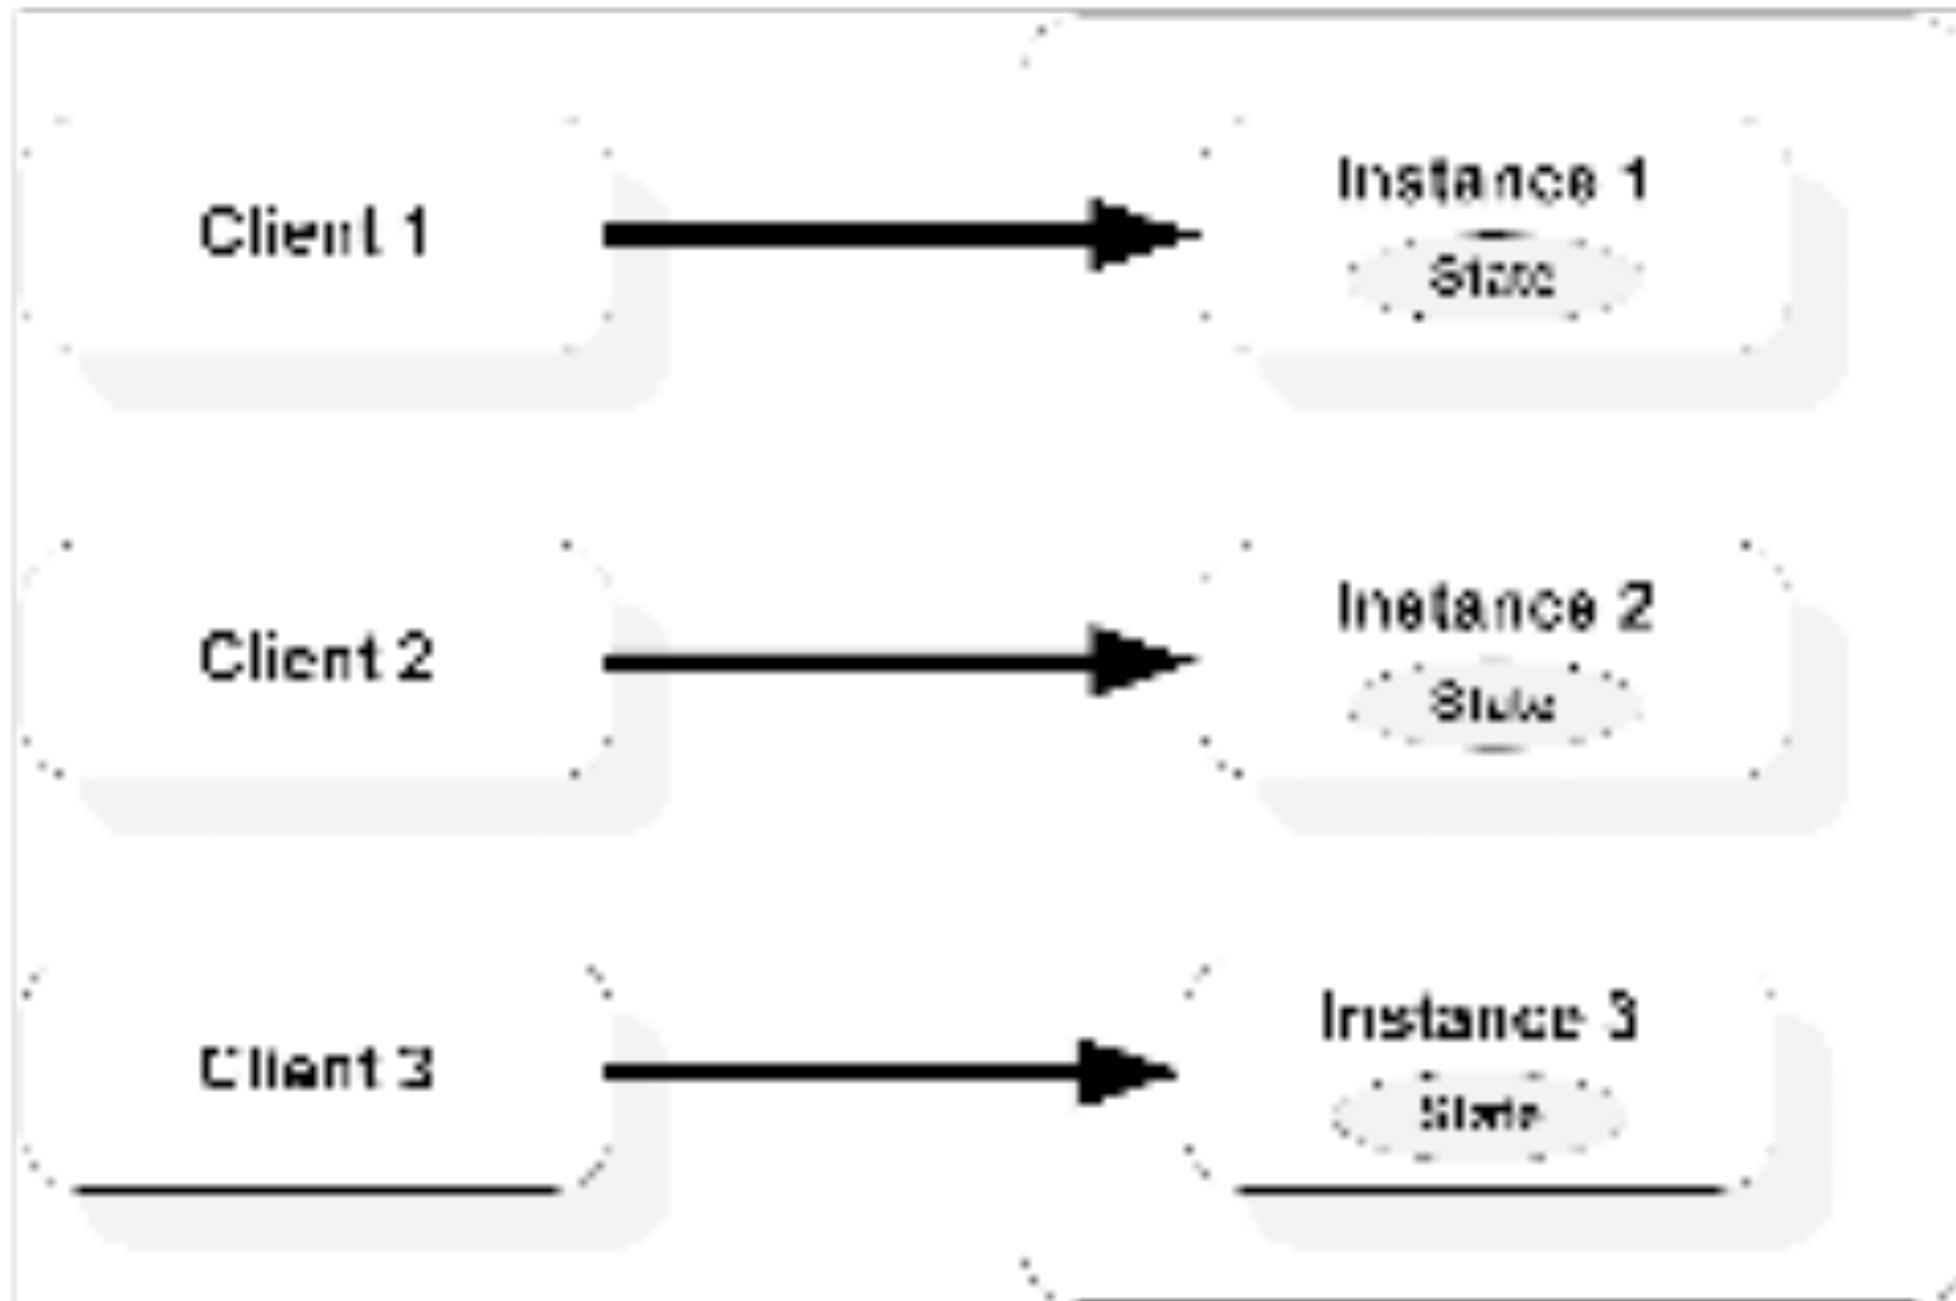 Client 1
Instance 1
State
Client 2
Instance 2
State
Client 3
Instance 3
State